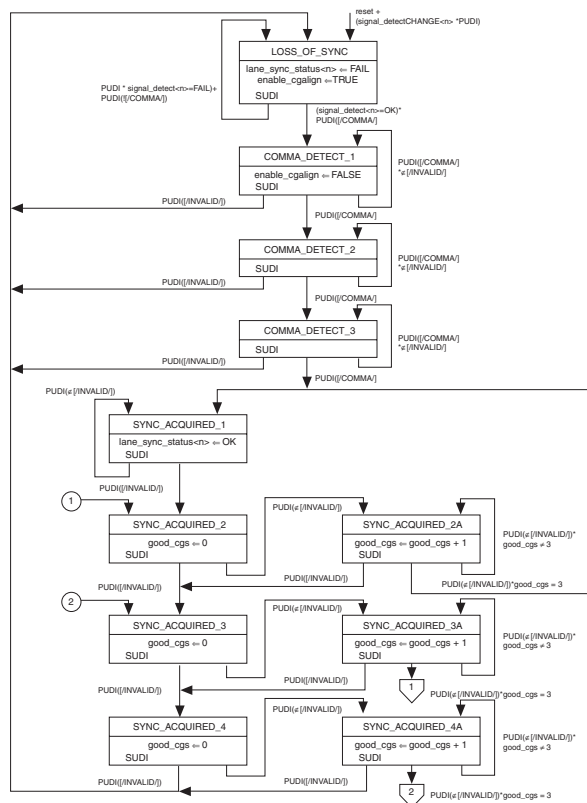 reset +
(signal_detectCHANGE<n> *PUDI)
LOSS_OF_SYNC
lane_sync_status<n> ⇐ FAIL
enable_cgalign ⇐TRUE
SUDI
PUDI * signal_detect<n>=FAIL)+
PUDI(![/COMMA/])
(signal_detect<n>=OK)*
PUDI([/COMMA/]
COMMA_DETECT_1
enable_cgalign ⇐ FALSE
SUDI
PUDI([/COMMA/]
*∉[/INVALID/]
PUDI([/INVALID/])
PUDI([/COMMA/]
COMMA_DETECT_2
SUDI
PUDI([/COMMA/]
*∉[/INVALID/]
PUDI([/INVALID/])
PUDI([/COMMA/]
COMMA_DETECT_3
SUDI
PUDI([/COMMA/]
*∉[/INVALID/]
PUDI([/INVALID/])
PUDI([/COMMA/]
PUDI(∉[/INVALID/])
SYNC_ACQUIRED_1
lane_sync_status<n> ⇐ OK
SUDI
PUDI([/INVALID/])
1
PUDI(∉[/INVALID/])
SYNC_ACQUIRED_2
good_cgs ⇐ 0
SUDI
SYNC_ACQUIRED_2A
good_cgs ⇐ good_cgs + 1
SUDI
PUDI(∉[/INVALID/])*
good_cgs ≠ 3
PUDI([/INVALID/])
PUDI([/INVALID/])
PUDI(∉[/INVALID/])*good_cgs = 3
2
PUDI(∉[/INVALID/])
SYNC_ACQUIRED_3
good_cgs ⇐ 0
SUDI
SYNC_ACQUIRED_3A
good_cgs ⇐ good_cgs + 1
SUDI
PUDI(∉[/INVALID/])*
good_cgs ≠ 3
PUDI([/INVALID/])
PUDI([/INVALID/])
1
PUDI(∉[/INVALID/])*good_cgs = 3
PUDI(∉[/INVALID/])
SYNC_ACQUIRED_4
good_cgs ⇐ 0
SUDI
SYNC_ACQUIRED_4A
good_cgs ⇐ good_cgs + 1
SUDI
PUDI(∉[/INVALID/])*
good_cgs ≠ 3
PUDI([/INVALID/])
PUDI([/INVALID/])
2
PUDI(∉[/INVALID/])*good_cgs = 3